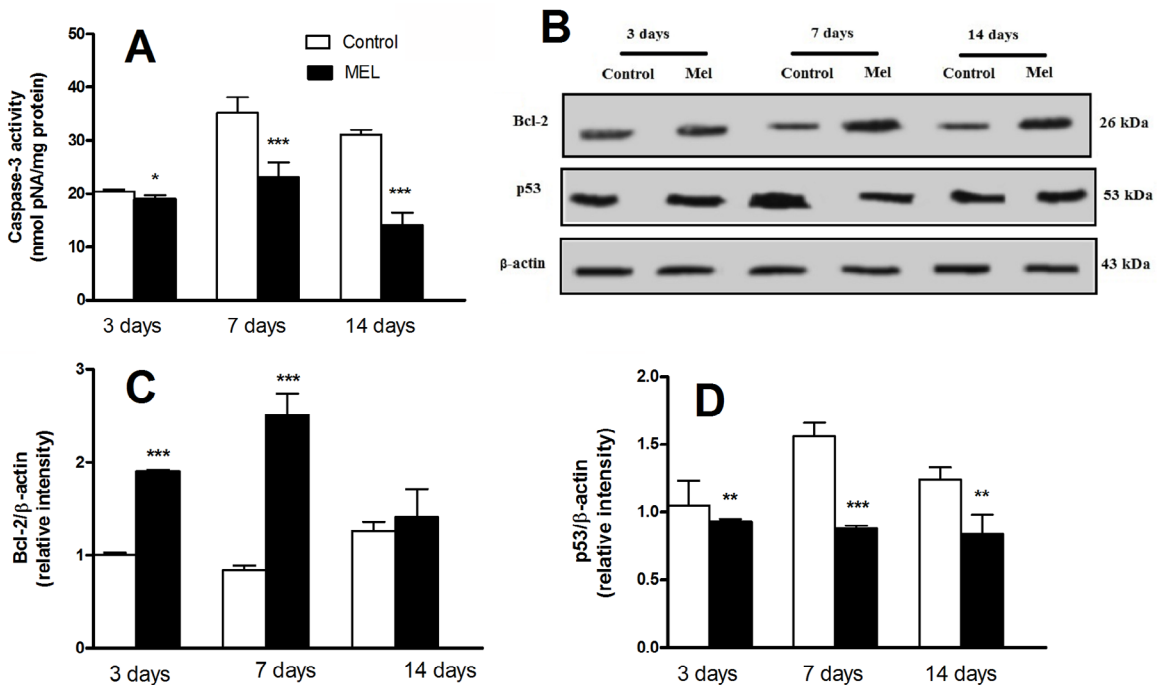 A
Caspase-3 activity
(nmol pNA/mg protein)
50
40
30
20
10
0
Control
MEL
*
***
***
3 days
7 days
14 days
B
3 days
7 days
14 days
Control
Mel
Control
Mel
Control
Mel
Bcl-2
26 kDa
p53
53 kDa
β-actin
43 kDa
C
Bcl-2/β-actin
(relative intensity)
3
2
1
0
***
***
3 days
7 days
14 days
D
p53/β-actin
(relative intensity)
2.0
1.5
1.0
0.5
0.0
**
***
**
3 days
7 days
14 days